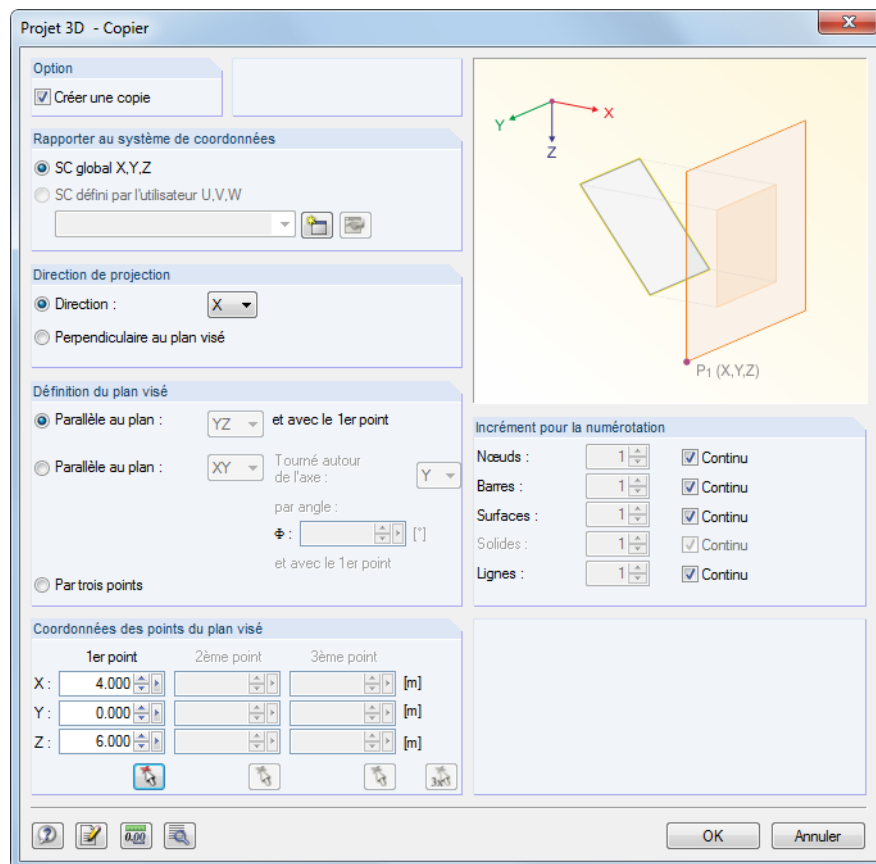 Projet 3D - Copier
Option
Créer une copie
Rapporter au système de coordonnées
SC global X,Y,Z
SC défini par l'utilisateur U,V,W
Direction de projection
Direction :
X
Perpendiculaire au plan visé
Définition du plan visé
Parallèle au plan :
YZ
et avec le 1er point
Parallèle au plan :
XY
Tourné autour
de l'axe :
Y
par angle :
Φ :
[°]
et avec le 1er point
Par trois points
Coordonnées des points du plan visé
1er point
2ème point
3ème point
X :
4.000
[m]
Y :
0.000
[m]
Z :
6.000
[m]
3x
X
Y
Z
P1 (X,Y,Z)
Incrément pour la numérotation
Nœuds :
1
Continu
Barres :
1
Continu
Surfaces :
1
Continu
Solides :
1
Continu
Lignes :
1
Continu
0.00
OK
Annuler